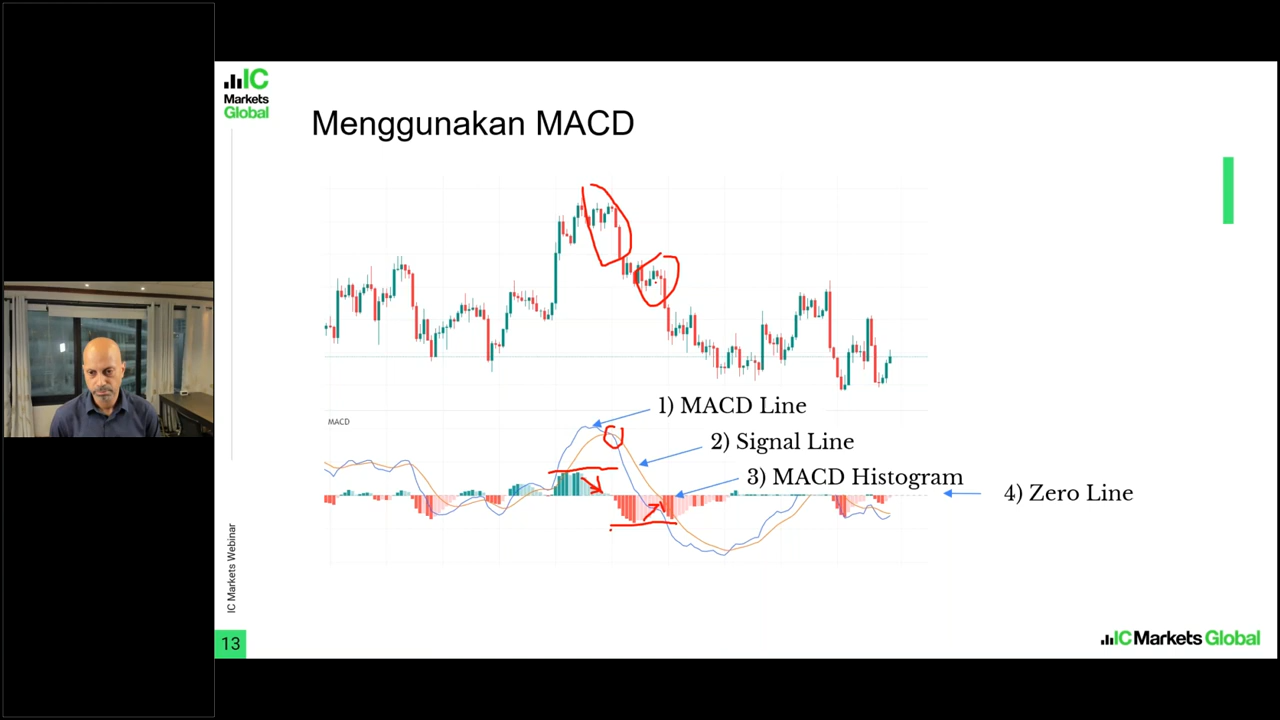 IC
Markets
Global
Menggunakan MACD
MACD
1) MACD Line
2) Signal Line
3) MACD Histogram
4) Zero Line
IC Markets Webinar
13
IC Markets Global